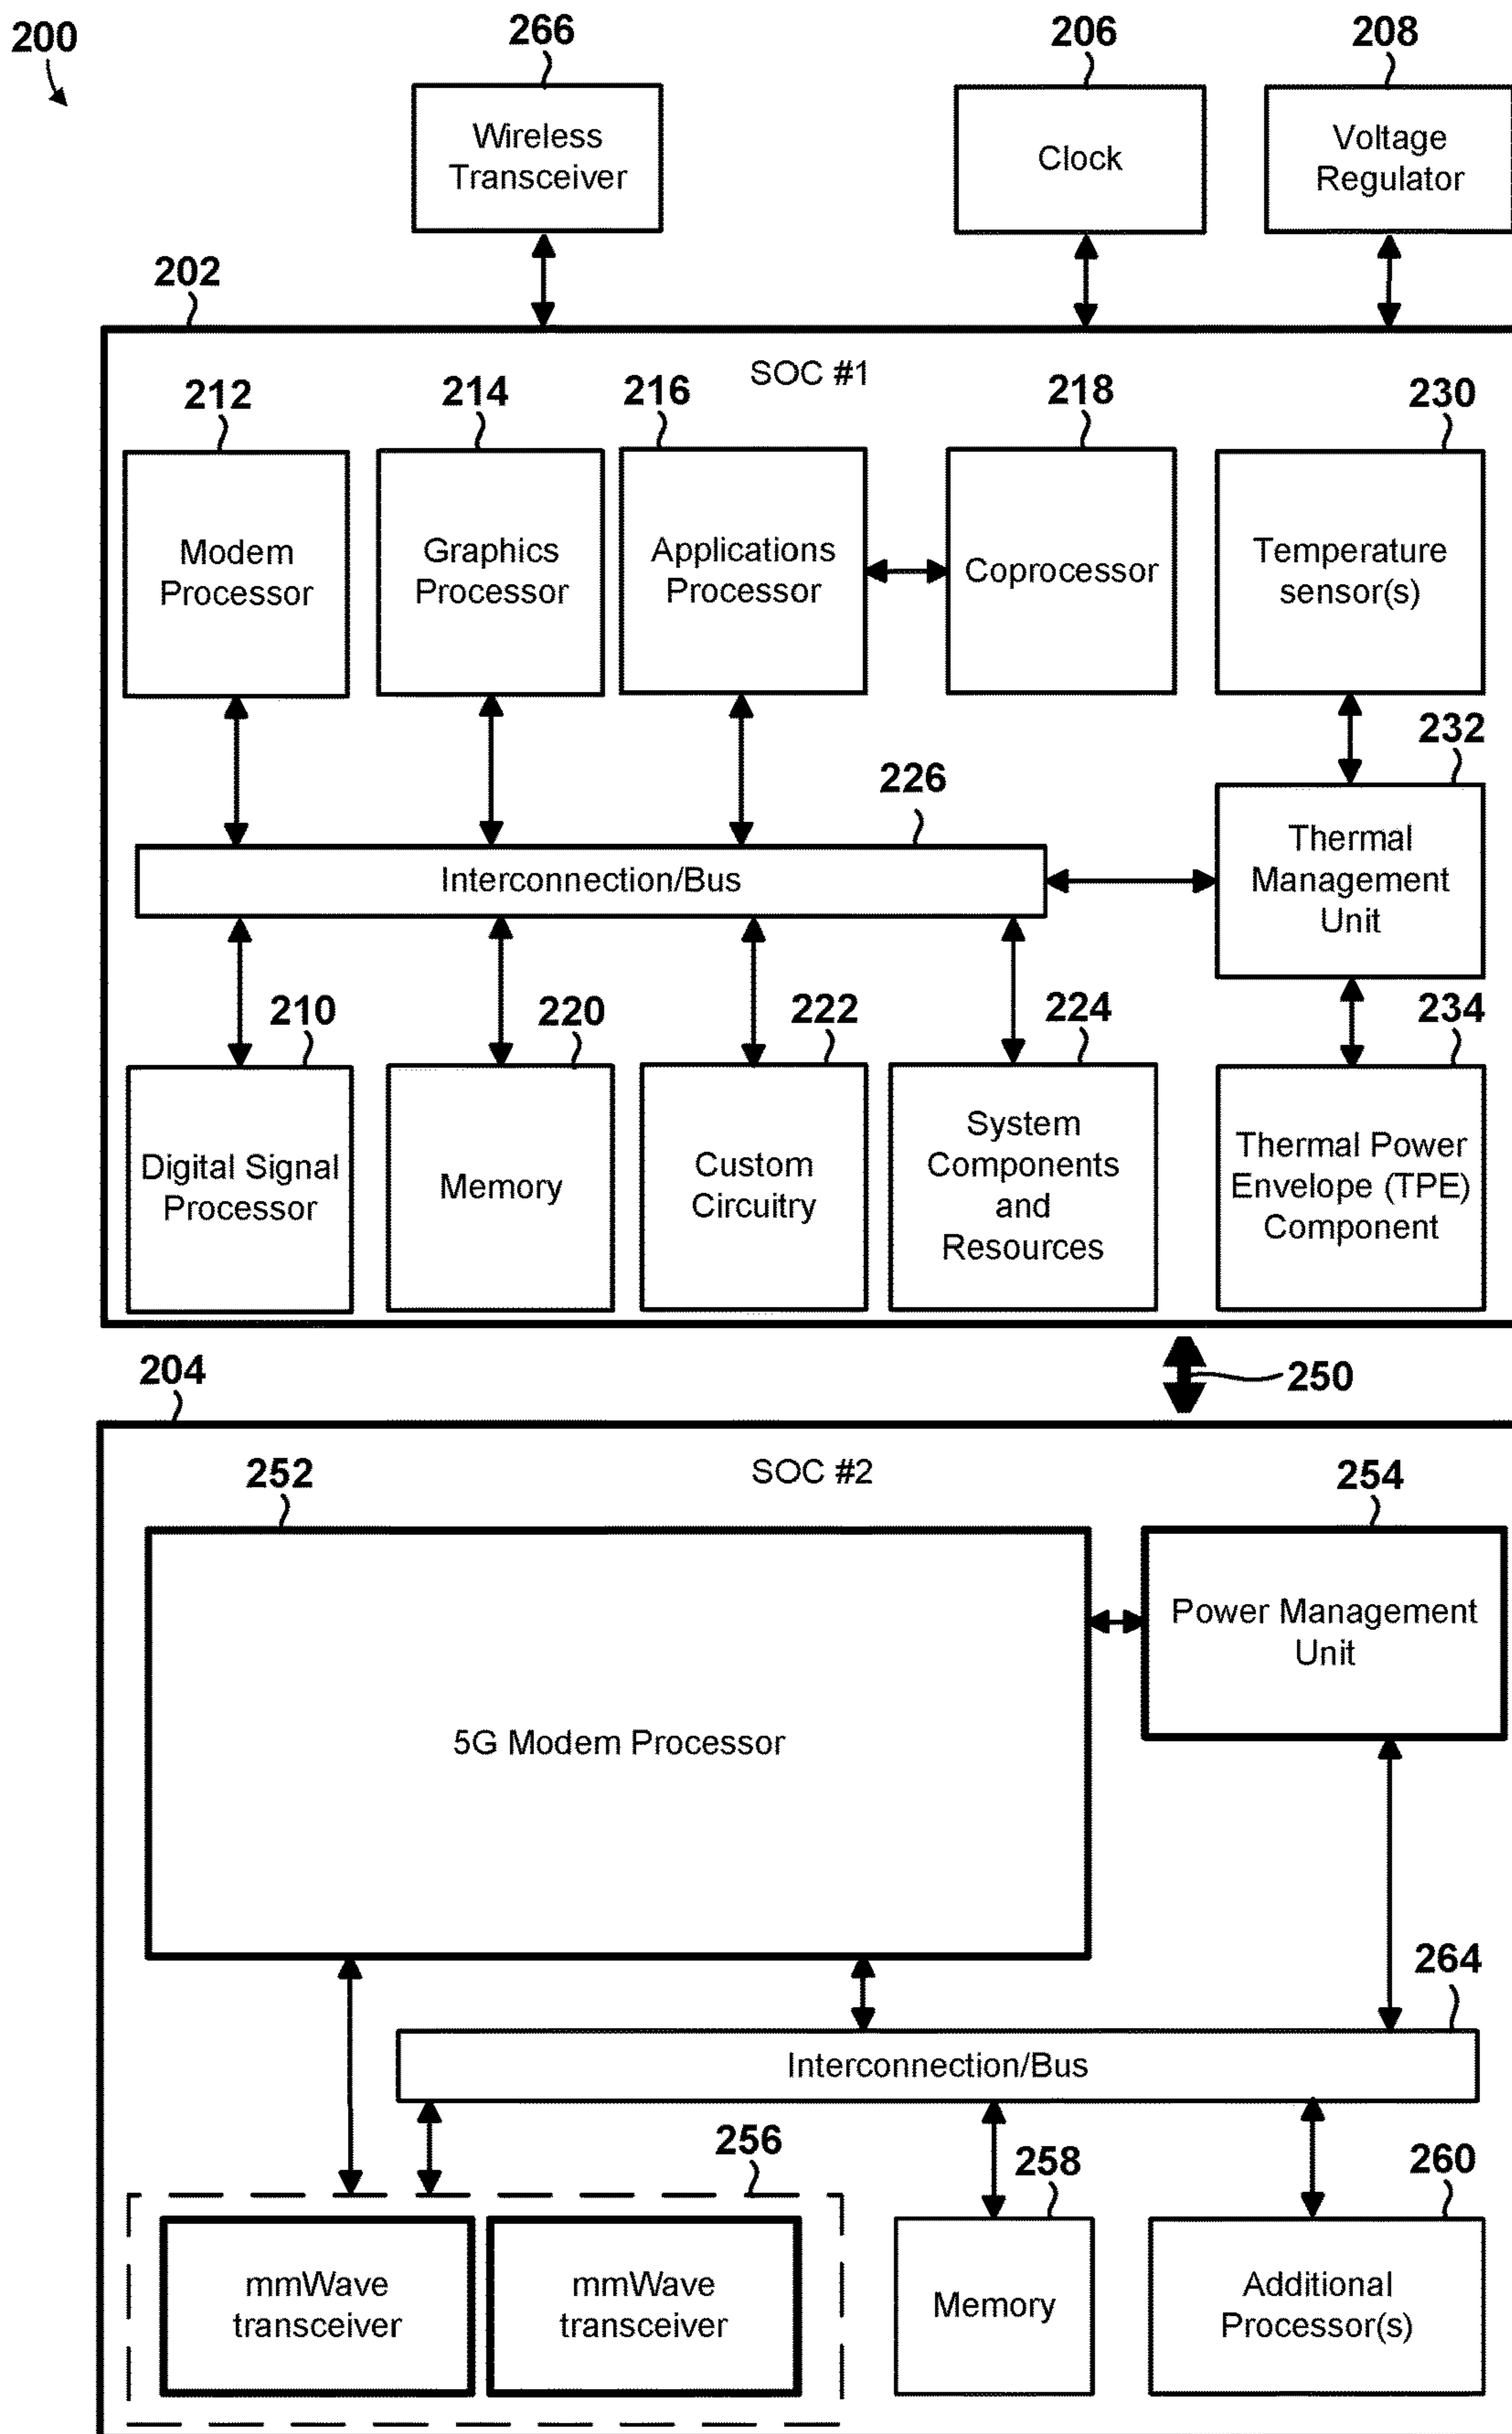 200
266
206
208
Wireless
Transceiver
Clock
Voltage
Regulator
202
SOC #1
212
214
216
218
230
Modem
Processor
Graphics
Processor
Applications
Processor
Coprocessor
Temperature
sensor(s)
232
226
Interconnection/Bus
Thermal
Management
Unit
210
220
222
224
234
Digital Signal
Processor
Memory
Custom
Circuitry
System
Components
and
Resources
Thermal Power
Envelope (TPE)
Component
204
250
252
SOC #2
254
5G Modem Processor
Power Management
Unit
264
Interconnection/Bus
256
258
260
mmWave
transceiver
mmWave
transceiver
Memory
Additional
Processor(s)